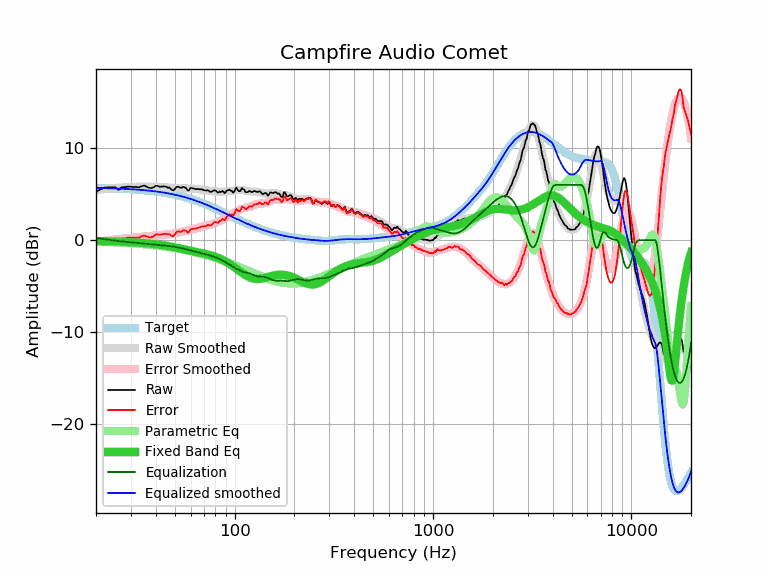 Campfire Audio Comet
Amplitude (dBr)
10
0
−10
−20
Target
Raw Smoothed
Error Smoothed
Raw
Error
Parametric Eq
Fixed Band Eq
Equalization
Equalized smoothed
100
1000
10000
Frequency (Hz)